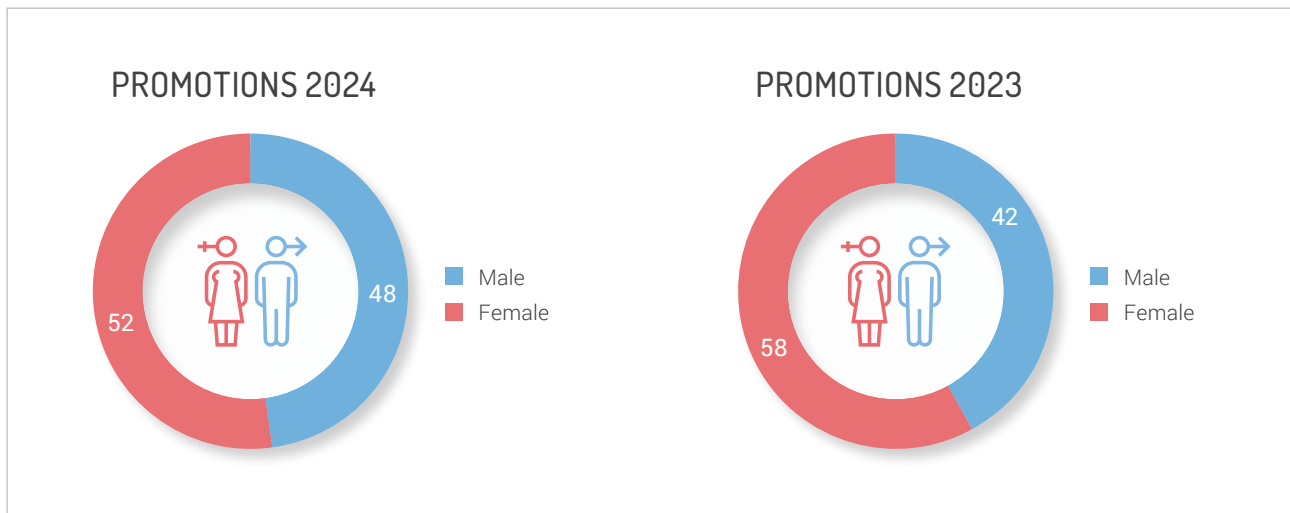 PROMOTIONS 2024
48
52
Male
Female
PROMOTIONS 2023
42
58
Male
Female